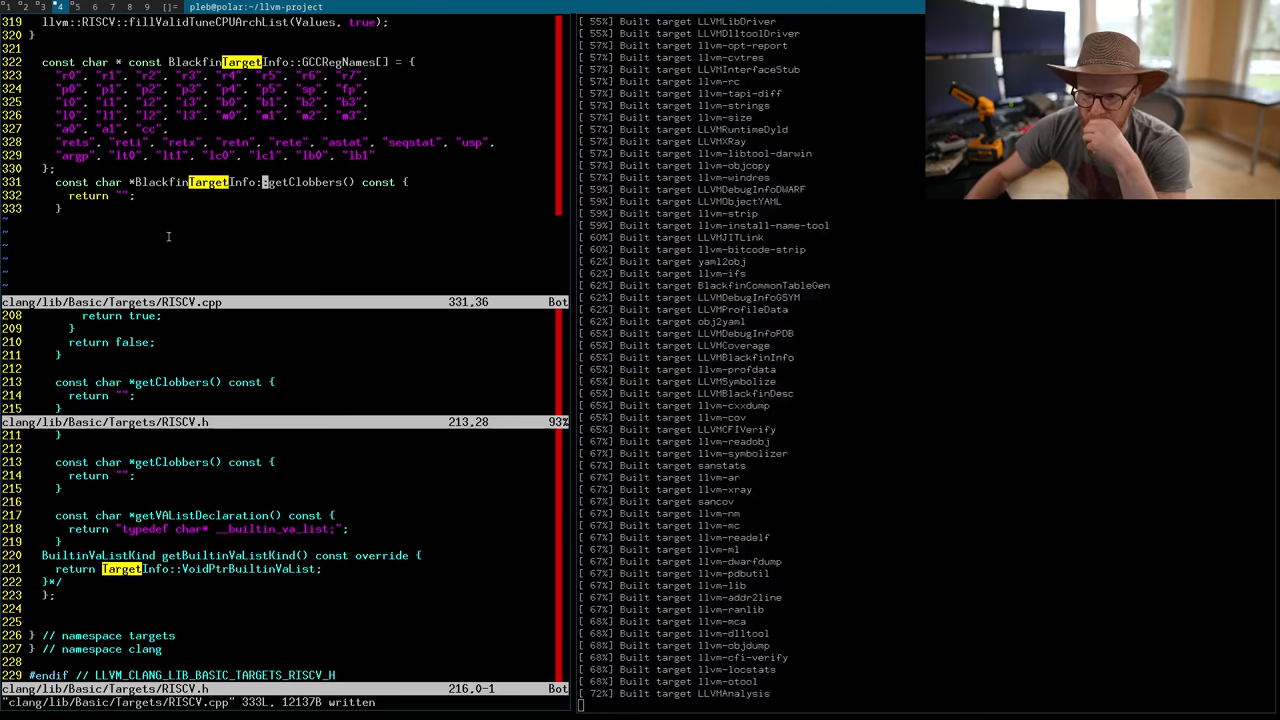 1 2 3 4 5 6 7 8 9 []= pleb@polar:~/llvm-project
319 llvm::RISCV::fillValidTuneCPUArchList(Values, true);
320 }
321
322 const char * const BlackfinTargetInfo::GCCRegNames[] = {
323 "r0", "r1", "r2", "r3", "r4", "r5", "r6", "r7",
324 "p0", "p1", "p2", "p3", "p4", "p5", "sp", "fp",
325 "i0", "i1", "i2", "i3", "b0", "b1", "b2", "b3",
326 "l0", "l1", "l2", "l3", "m0", "m1", "m2", "m3",
327 "a0", "a1", "cc",
328 "rets", "reti", "retx", "retn", "rete", "astat", "seqstat", "usp",
329 "argp", "lt0", "lt1", "lc0", "lc1", "lb0", "lb1"
330 };
331 const char *BlackfinTargetInfo::getClobbers() const {
332 return "";
333 }
~
~
~
~
~
~
clang/lib/Basic/Targets/RISCV.cpp 331,36 Bot
208 return true;
209 }
210 return false;
211 }
212
213 const char *getClobbers() const {
214 return "";
215 }
clang/lib/Basic/Targets/RISCV.h 213,28 93%
211 }
212
213 const char *getClobbers() const {
214 return "";
215 }
216
217 const char *getVAListDeclaration() const {
218 return "typedef char* __builtin_va_list;";
219 }
220 BuiltinVaListKind getBuiltinVaListKind() const override {
221 return TargetInfo::VoidPtrBuiltinVaList;
222 }*/
223 };
224
225
226 } // namespace targets
227 } // namespace clang
228
229 #endif // LLVM_CLANG_LIB_BASIC_TARGETS_RISCV_H
clang/lib/Basic/Targets/RISCV.h 216,0-1 Bot
"clang/lib/Basic/Targets/RISCV.cpp" 333L, 12137B written
[ 55%] Built target LLVMLibDriver
[ 55%] Built target LLVMDlltoolDriver
[ 57%] Built target llvm-opt-report
[ 57%] Built target llvm-cvtres
[ 57%] Built target LLVMInterfaceStub
[ 57%] Built target llvm-rc
[ 57%] Built target llvm-tapi-diff
[ 57%] Built target llvm-strings
[ 57%] Built target llvm-size
[ 57%] Built target LLVMRuntimeDyld
[ 57%] Built target LLVMXRay
[ 57%] Built target llvm-libtool-darwin
[ 57%] Built target llvm-objcopy
[ 57%] Built target llvm-windres
[ 59%] Built target LLVMDebugInfoDWARF
[ 59%] Built target LLVMObjectYAML
[ 59%] Built target llvm-strip
[ 59%] Built target llvm-install-name-tool
[ 60%] Built target LLVMJITLink
[ 60%] Built target llvm-bitcode-strip
[ 62%] Built target yaml2obj
[ 62%] Built target llvm-ifs
[ 62%] Built target BlackfinCommonTableGen
[ 62%] Built target LLVMDebugInfoGSYM
[ 62%] Built target LLVMProfileData
[ 62%] Built target obj2yaml
[ 65%] Built target LLVMDebugInfoPDB
[ 65%] Built target LLVMCoverage
[ 65%] Built target LLVMBlackfinInfo
[ 65%] Built target llvm-profdata
[ 65%] Built target LLVMSymbolize
[ 65%] Built target LLVMBlackfinDesc
[ 65%] Built target llvm-cxxdump
[ 65%] Built target llvm-cov
[ 65%] Built target LLVMCFIVerify
[ 67%] Built target llvm-readobj
[ 67%] Built target llvm-symbolizer
[ 67%] Built target sanstats
[ 67%] Built target llvm-ar
[ 67%] Built target llvm-xray
[ 67%] Built target sancov
[ 67%] Built target llvm-nm
[ 67%] Built target llvm-mc
[ 67%] Built target llvm-readelf
[ 67%] Built target llvm-ml
[ 67%] Built target llvm-dwarfdump
[ 67%] Built target llvm-pdbutil
[ 67%] Built target llvm-lib
[ 67%] Built target llvm-addr2line
[ 67%] Built target llvm-ranlib
[ 68%] Built target llvm-mca
[ 68%] Built target llvm-dlltool
[ 68%] Built target llvm-objdump
[ 68%] Built target llvm-cfi-verify
[ 68%] Built target llvm-locstats
[ 68%] Built target llvm-otool
[ 72%] Built target LLVMAnalysis